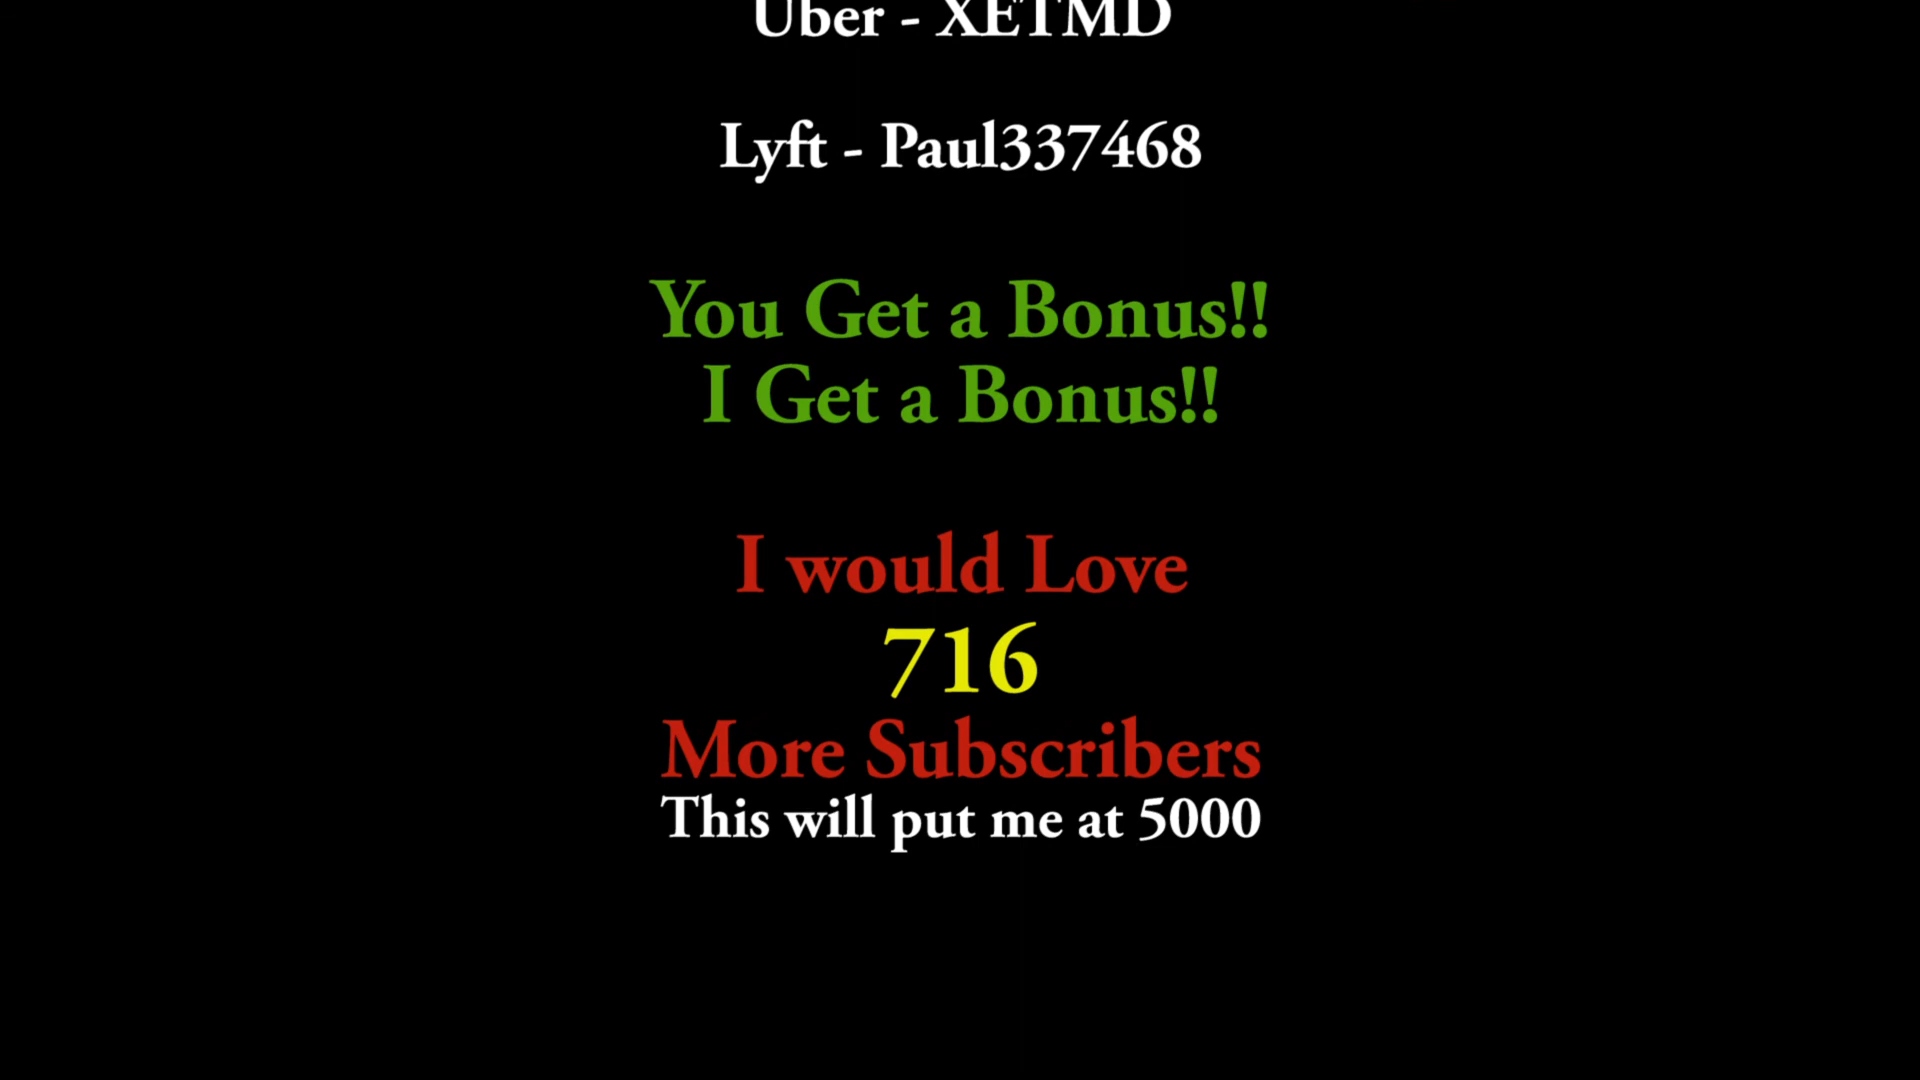 Uber - XETMD
Lyft - Paul337468
You Get a Bonus!!
I Get a Bonus!!
I would Love
716
More Subscribers
This will put me at 5000